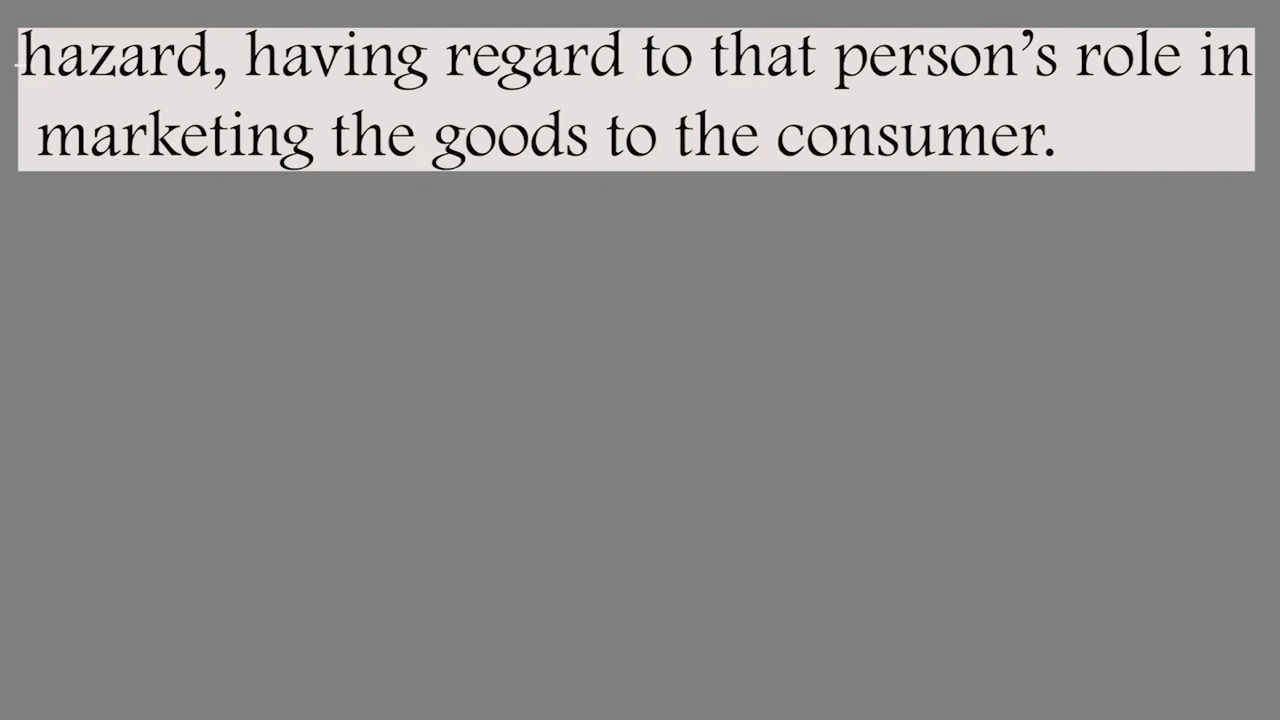 hazard, having regard to that person’s role in
marketing the goods to the consumer.